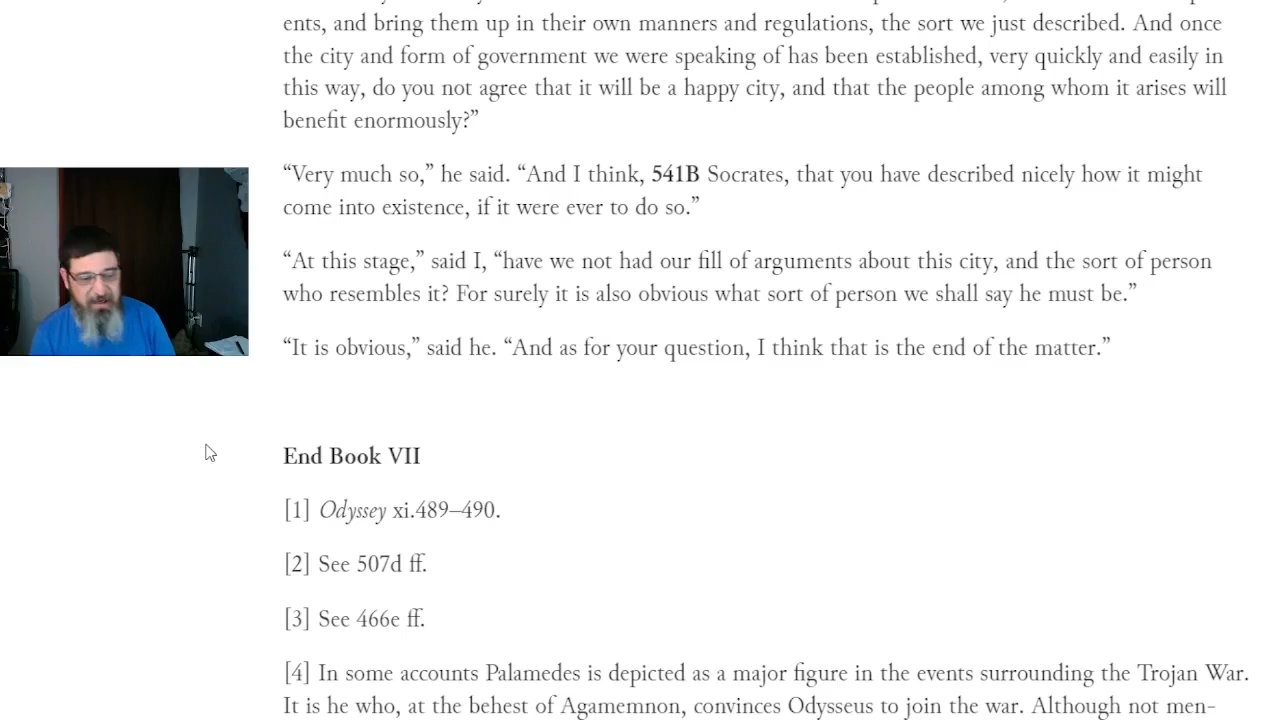 ents, and bring them up in their own manners and regulations, the sort we just described. And once
the city and form of government we were speaking of has been established, very quickly and easily in
this way, do you not agree that it will be a happy city, and that the people among whom it arises will
benefit enormously?”
“Very much so,” he said. “And I think, 541B Socrates, that you have described nicely how it might
come into existence, if it were ever to do so.”
“At this stage,” said I, “have we not had our fill of arguments about this city, and the sort of person
who resembles it? For surely it is also obvious what sort of person we shall say he must be.”
“It is obvious,” said he. “And as for your question, I think that is the end of the matter.”
End Book VII
[1] Odyssey xi.489–490.
[2] See 507d ff.
[3] See 466e ff.
[4] In some accounts Palamedes is depicted as a major figure in the events surrounding the Trojan War.
It is he who, at the behest of Agamemnon, convinces Odysseus to join the war. Although not men-